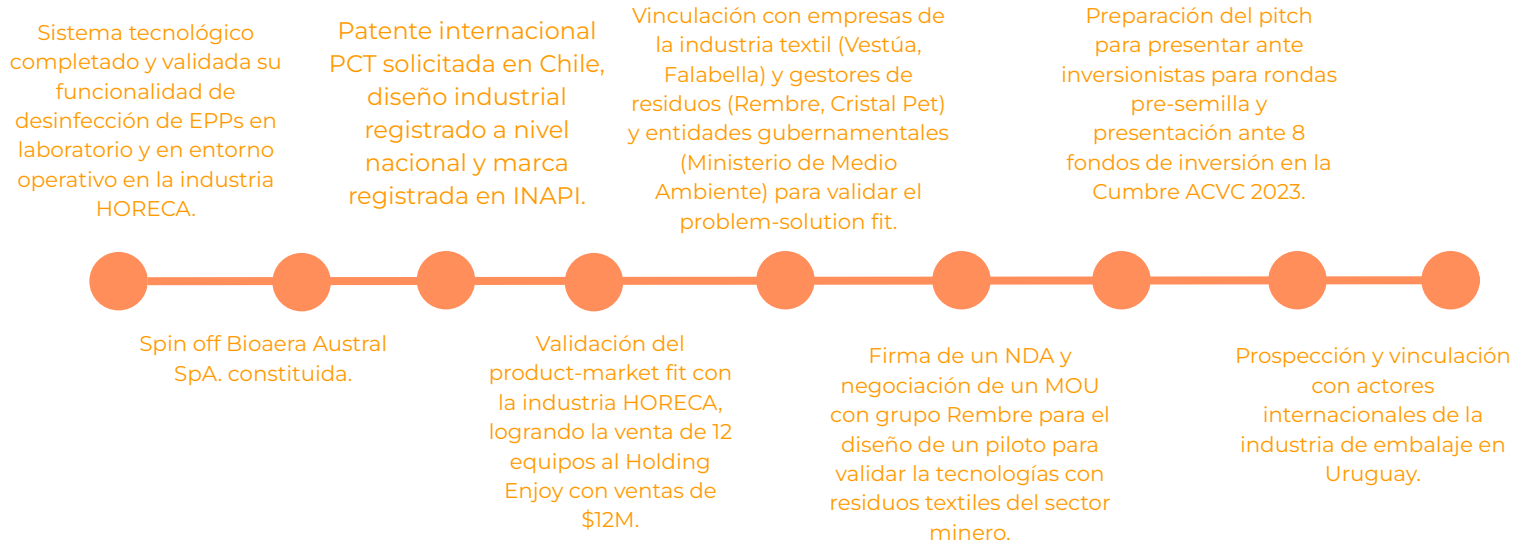 Sistema tecnológico
completado y validada su
funcionalidad de
desinfección de EPPs en
laboratorio y en entorno
operativo en la industria
HORECA.
Patente internacional
PCT solicitada en Chile,
diseño industrial
registrado a nivel
nacional y marca
registrada en INAPI.
Vinculación con empresas de
la industria textil (Vestúa,
Falabella) y gestores de
residuos (Rembre, Cristal Pet)
y entidades gubernamentales
(Ministerio de Medio
Ambiente) para validar el
problem-solution fit.
Preparación del pitch
para presentar ante
inversionistas para rondas
pre-semilla y
presentación ante 8
fondos de inversión en la
Cumbre ACVC 2023.
Spin off Bioaera Austral
SpA. constituida.
Validación del
product-market fit con
la industria HORECA,
logrando la venta de 12
equipos al Holding
Enjoy con ventas de
$12M.
Firma de un NDA y
negociación de un MOU
con grupo Rembre para el
diseño de un piloto para
validar la tecnologías con
residuos textiles del sector
minero.
Prospección y vinculación
con actores
internacionales de la
industria de embalaje en
Uruguay.